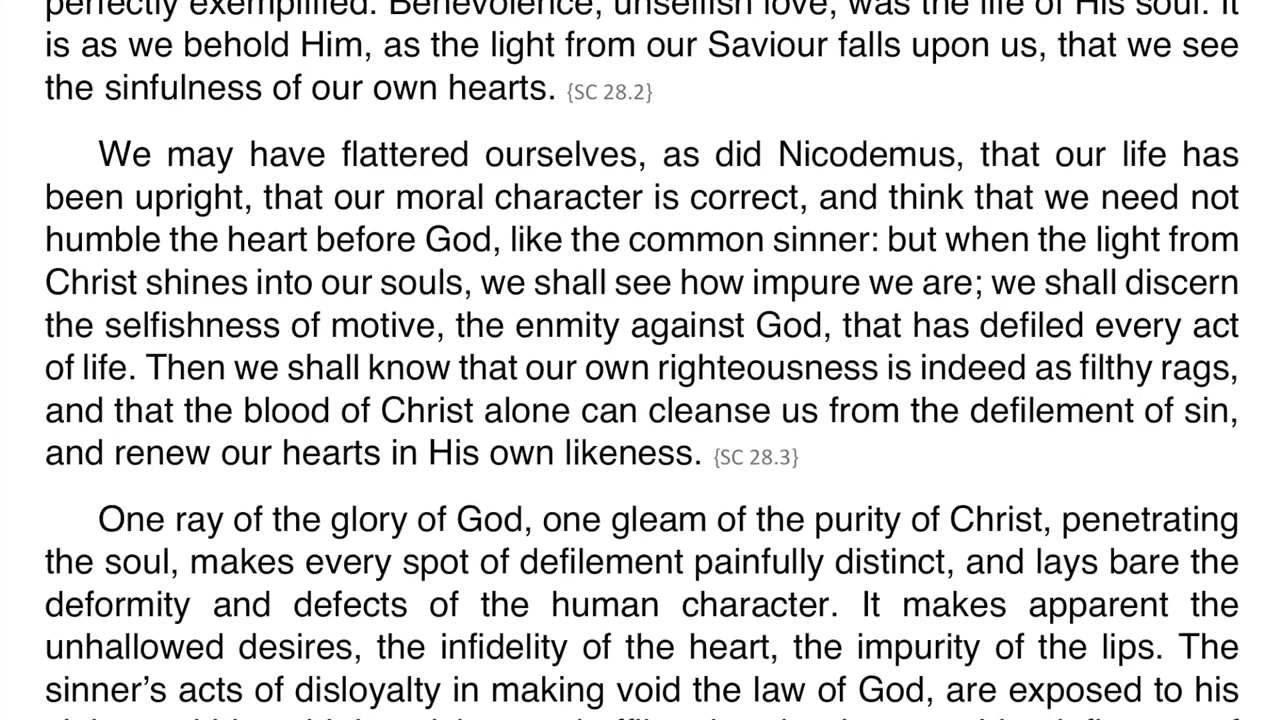 perfectly exemplified. Benevolence, unselfish love, was the life of His soul. It
is as we behold Him, as the light from our Saviour falls upon us, that we see
the sinfulness of our own hearts. {SC 28.2}
We may have flattered ourselves, as did Nicodemus, that our life has
been upright, that our moral character is correct, and think that we need not
humble the heart before God, like the common sinner: but when the light from
Christ shines into our souls, we shall see how impure we are; we shall discern
the selfishness of motive, the enmity against God, that has defiled every act
of life. Then we shall know that our own righteousness is indeed as filthy rags,
and that the blood of Christ alone can cleanse us from the defilement of sin,
and renew our hearts in His own likeness. {SC 28.3}
One ray of the glory of God, one gleam of the purity of Christ, penetrating
the soul, makes every spot of defilement painfully distinct, and lays bare the
deformity and defects of the human character. It makes apparent the
unhallowed desires, the infidelity of the heart, the impurity of the lips. The
sinner’s acts of disloyalty in making void the law of God, are exposed to his